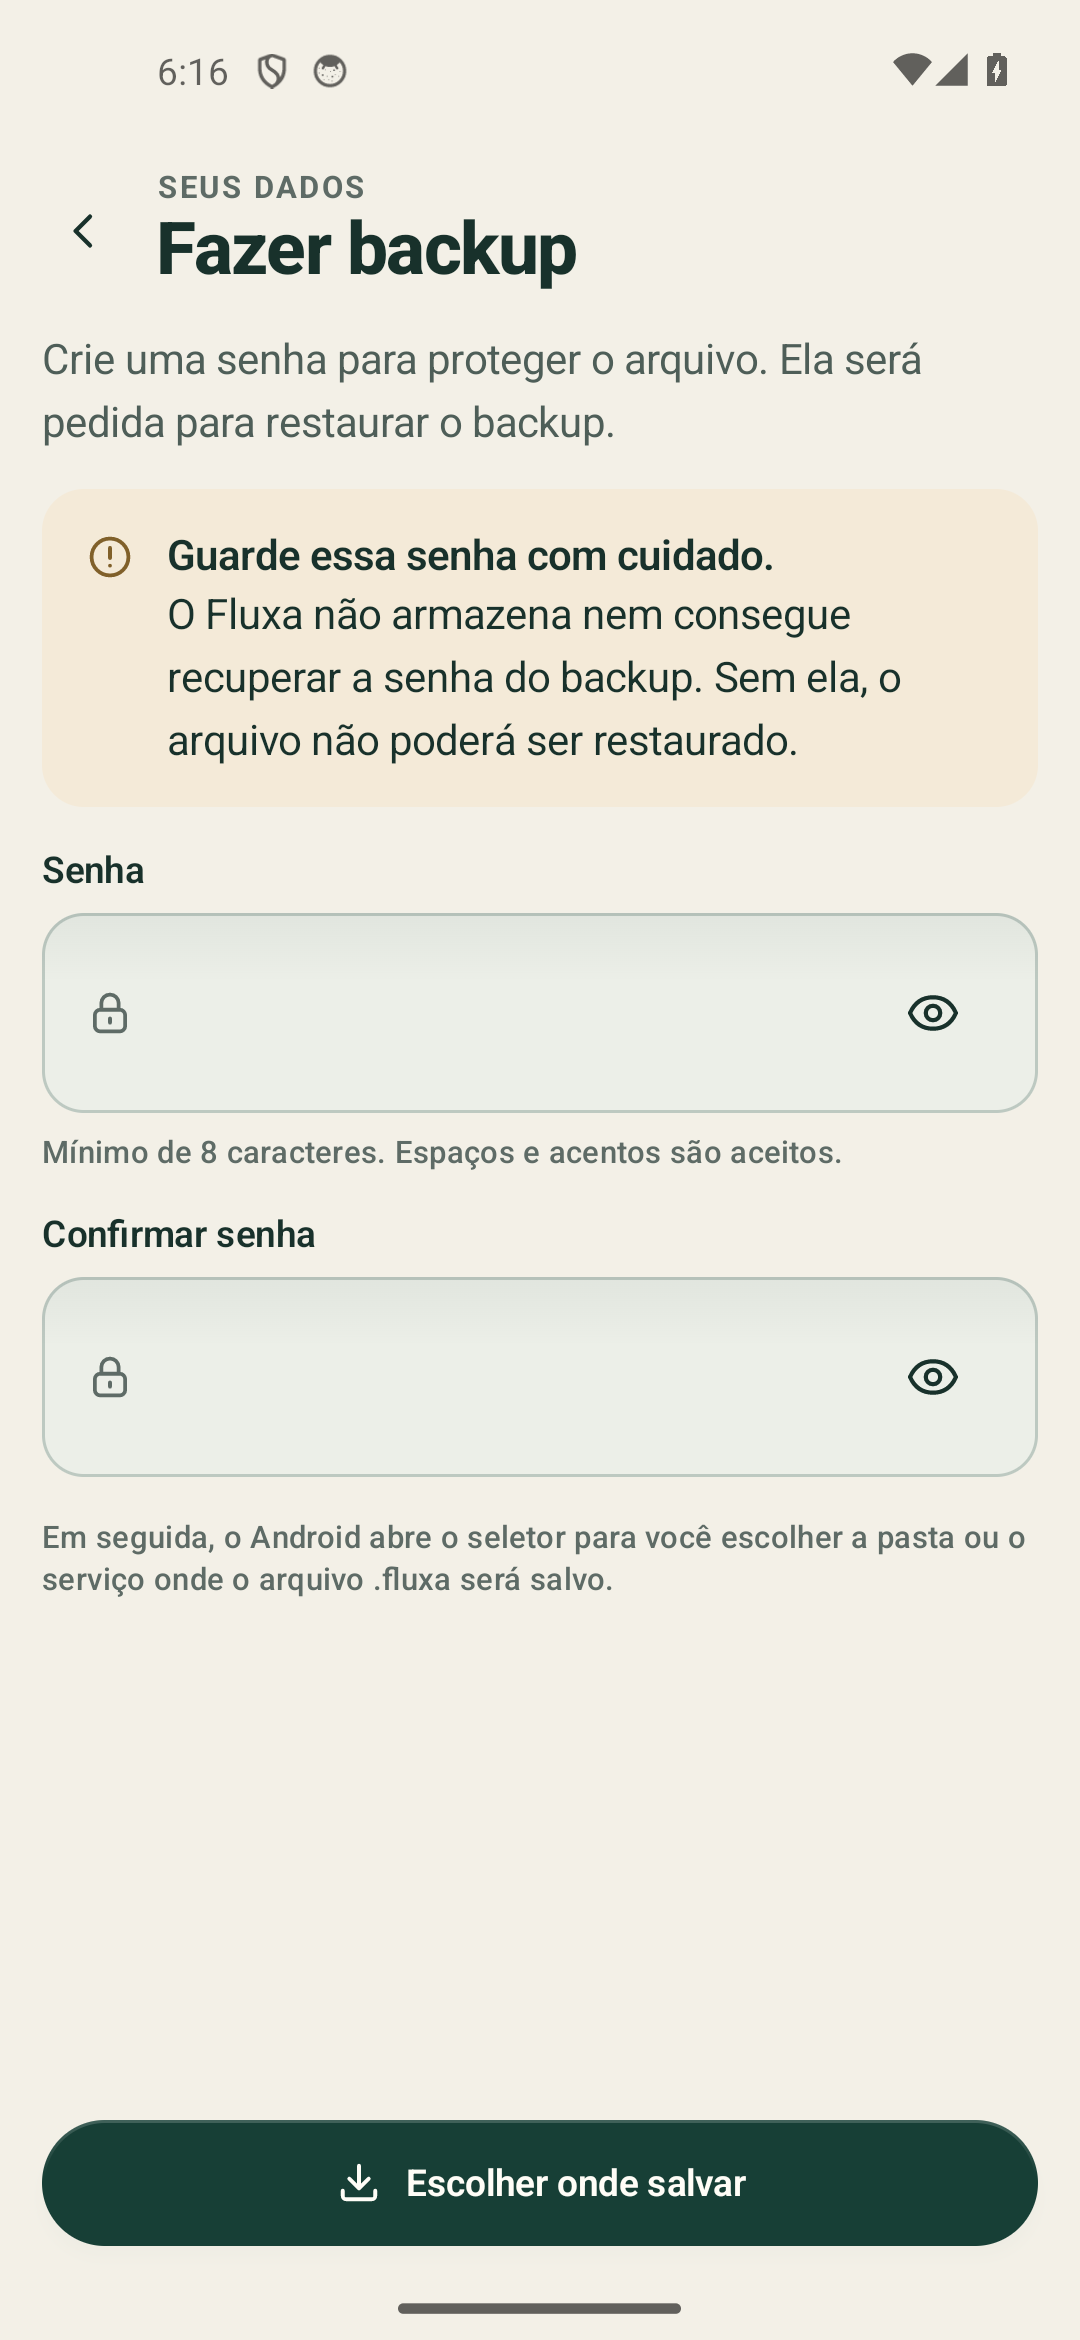 6:16
SEUS DADOS
Fazer backup
Crie uma senha para proteger o arquivo. Ela será
pedida para restaurar o backup.
Guarde essa senha com cuidado.
O Fluxa não armazena nem consegue
recuperar a senha do backup. Sem ela, o
arquivo não poderá ser restaurado.
Senha
Mínimo de 8 caracteres. Espaços e acentos são aceitos.
Confirmar senha
Em seguida, o Android abre o seletor para você escolher a pasta ou o
serviço onde o arquivo .fluxa será salvo.
Escolher onde salvar